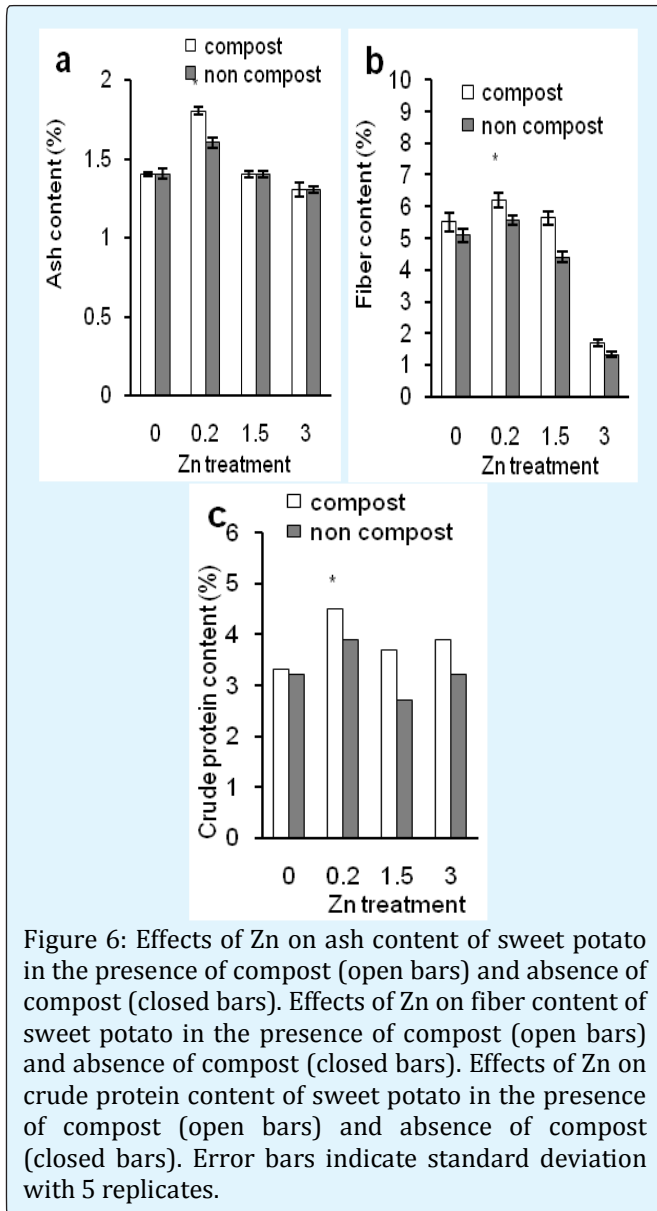 a
compost
non compost
*
2
1.5
1
0.5
0
Ash content (%)
0 0.2 1.5 3
Zn treatment
b
compost
non compost
*
10
9
8
7
6
5
4
3
2
1
0
Fiber content (%)
0 0.2 1.5 3
Zn treatment
c
compost
non compost
*
6
5
4
3
2
1
0
Crude protein content (%)
0 0.2 1.5 3
Zn treatment
Figure 6: Effects of Zn on ash content of sweet potato
in the presence of compost (open bars) and absence of
compost (closed bars). Effects of Zn on fiber content of
sweet potato in the presence of compost (open bars)
and absence of compost (closed bars). Effects of Zn on
crude protein content of sweet potato in the presence
of compost (open bars) and absence of compost
(closed bars). Error bars indicate standard deviation
with 5 replicates.